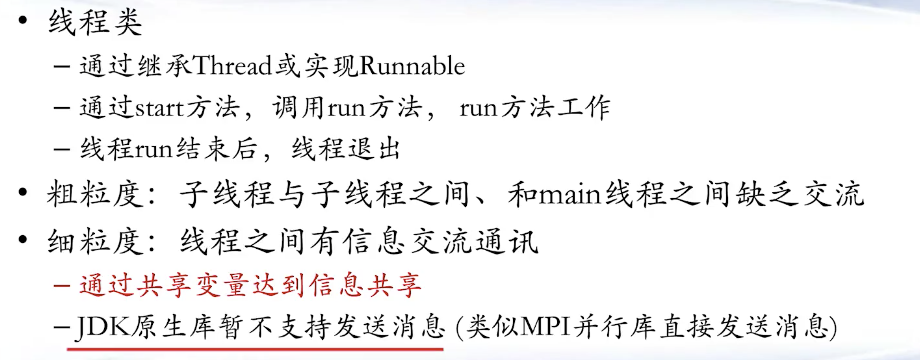 • 线程类
– 通过继承Thread或实现Runnable
– 通过start方法，调用run方法， run方法工作
– 线程run结束后，线程退出
• 粗粒度：子线程与子线程之间、和main线程之间缺乏交流
• 细粒度：线程之间有信息交流通讯
– 通过共享变量达到信息共享
– JDK原生库暂不支持发送消息 (类似MPI并行库直接发送消息)